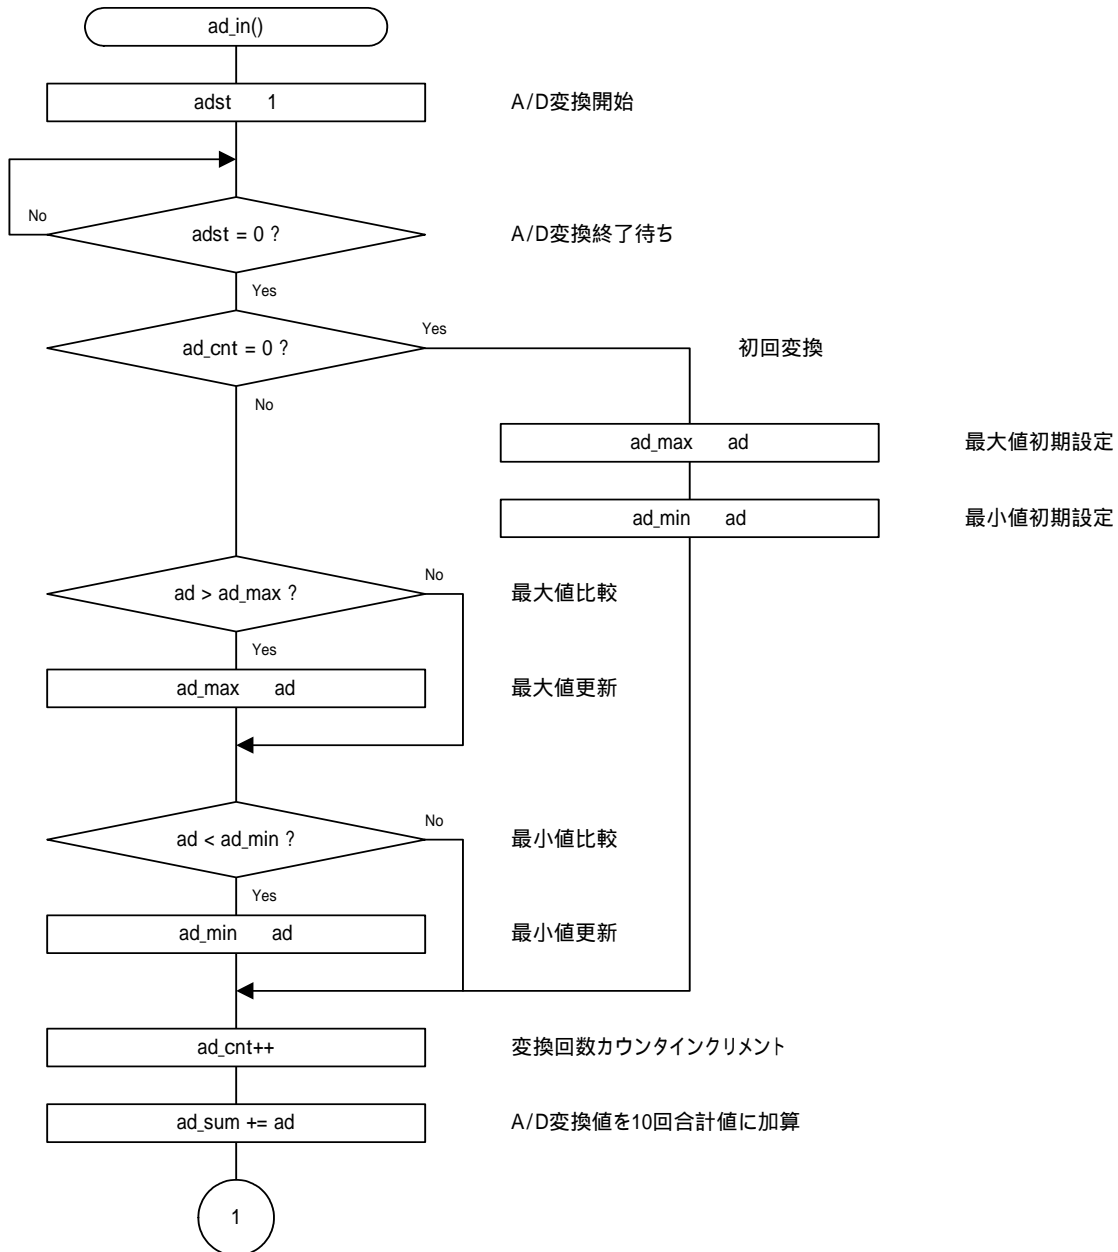 ad_in()
adst 1
A/D変換開始
No
adst = 0 ?
A/D変換終了待ち
Yes
ad_cnt = 0 ?
Yes
初回変換
No
ad_max ad
最大値初期設定
ad_min ad
最小値初期設定
ad > ad_max ?
No
最大値比較
Yes
ad_max ad
最大値更新
ad < ad_min ?
No
最小値比較
Yes
ad_min ad
最小値更新
ad_cnt++
変換回数カウンタインクリメント
ad_sum += ad
A/D変換値を10回合計値に加算
1